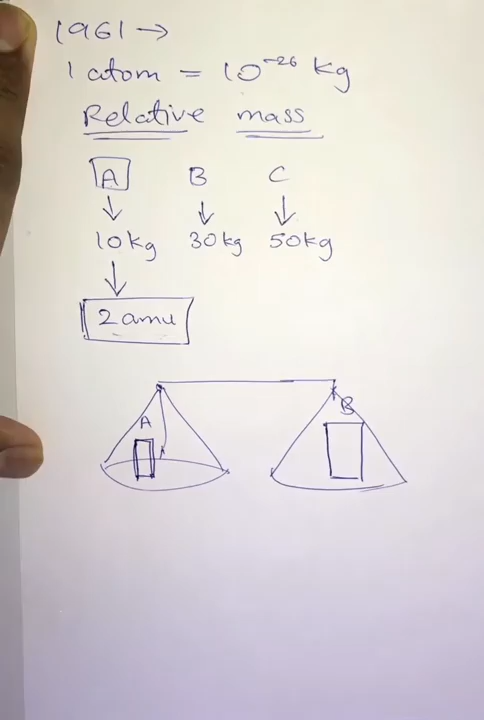 1961 →
1 atom = 10⁻²⁶ kg
Relative mass
A B C
↓ ↓ ↓
10kg 30kg 50kg
↓
2 amu
A B